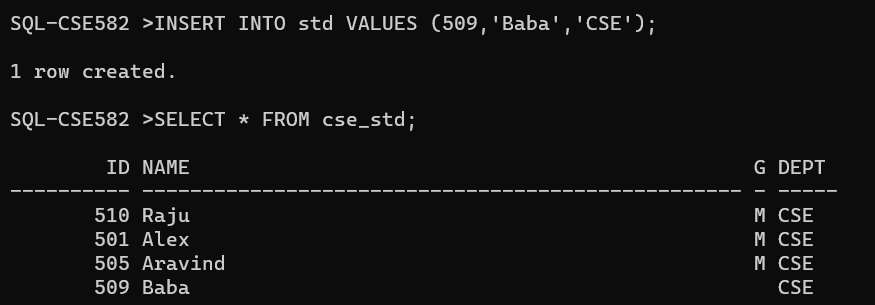 SQL-CSE582 >INSERT INTO std VALUES (509,'Baba','CSE');
1 row created.
SQL-CSE582 >SELECT * FROM cse_std;
        ID NAME                                               G DEPT
---------- -------------------------------------------------- - -----
       510 Raju                                               M CSE
       501 Alex                                               M CSE
       505 Aravind                                            M CSE
       509 Baba                                                 CSE